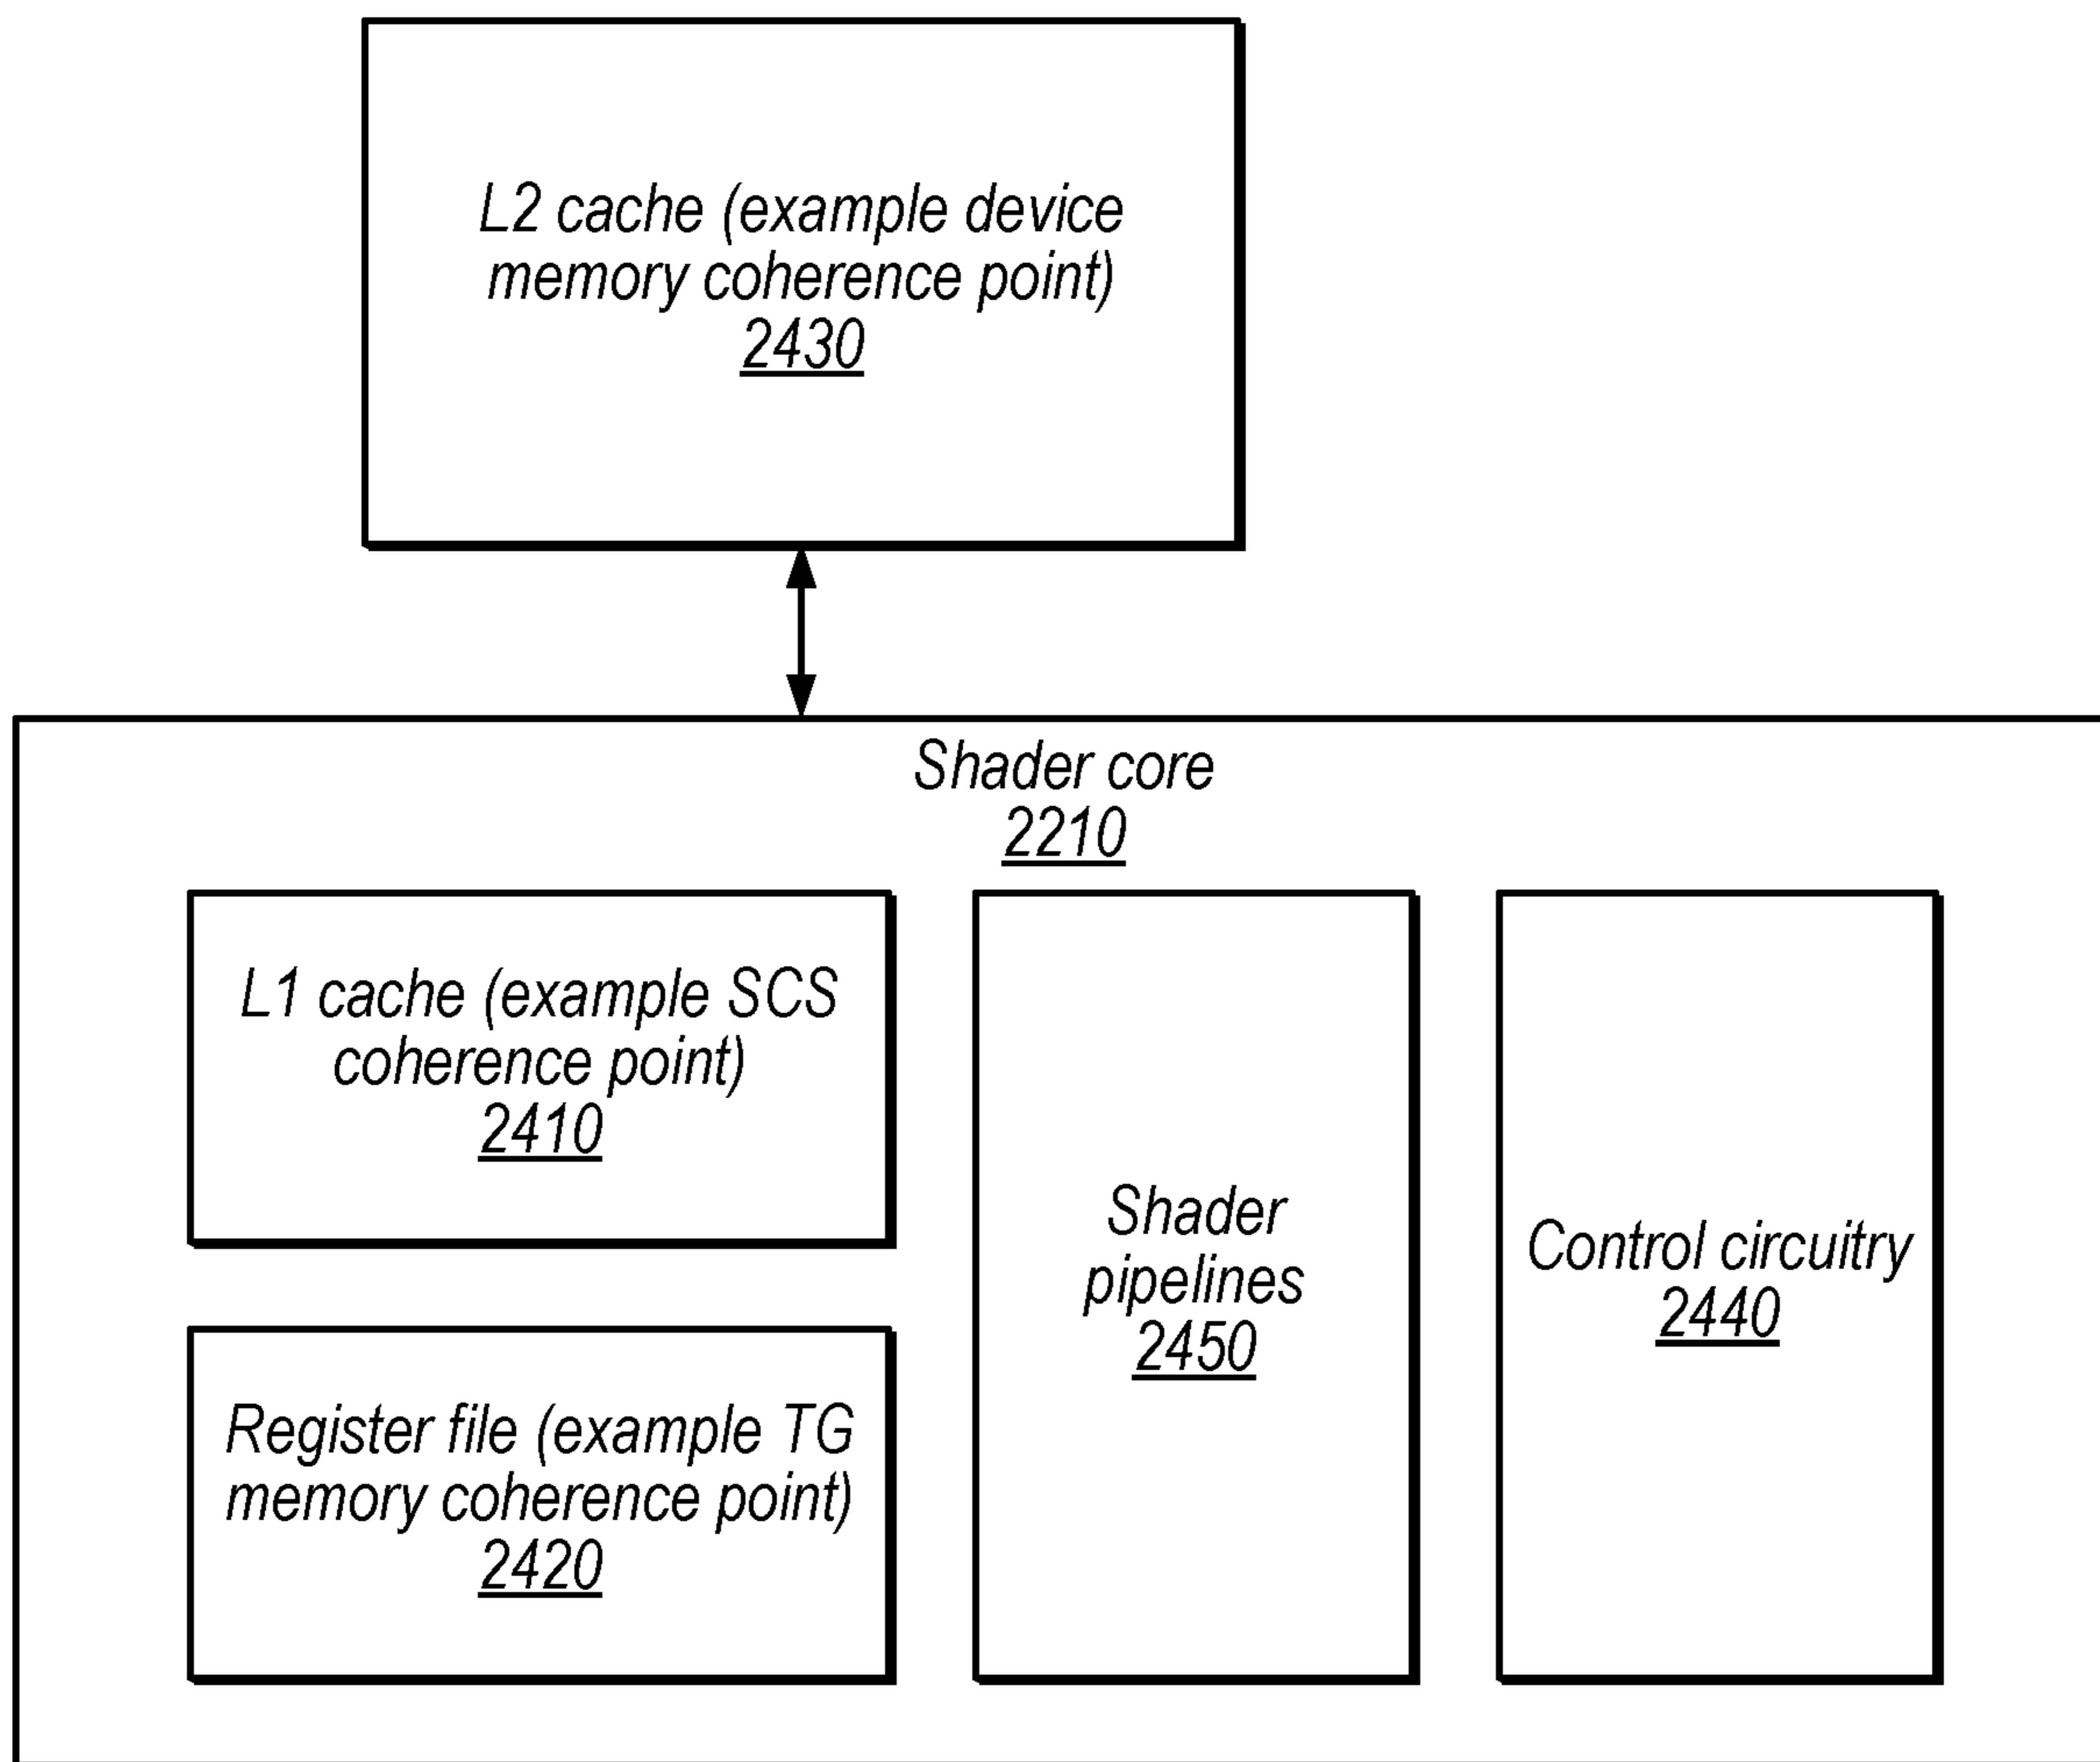 L2 cache (example device
memory coherence point)
2430
Shader core
2210
L1 cache (example SCS
coherence point)
2410
Register file (example TG
memory coherence point)
2420
Shader
pipelines
2450
Control circuitry
2440